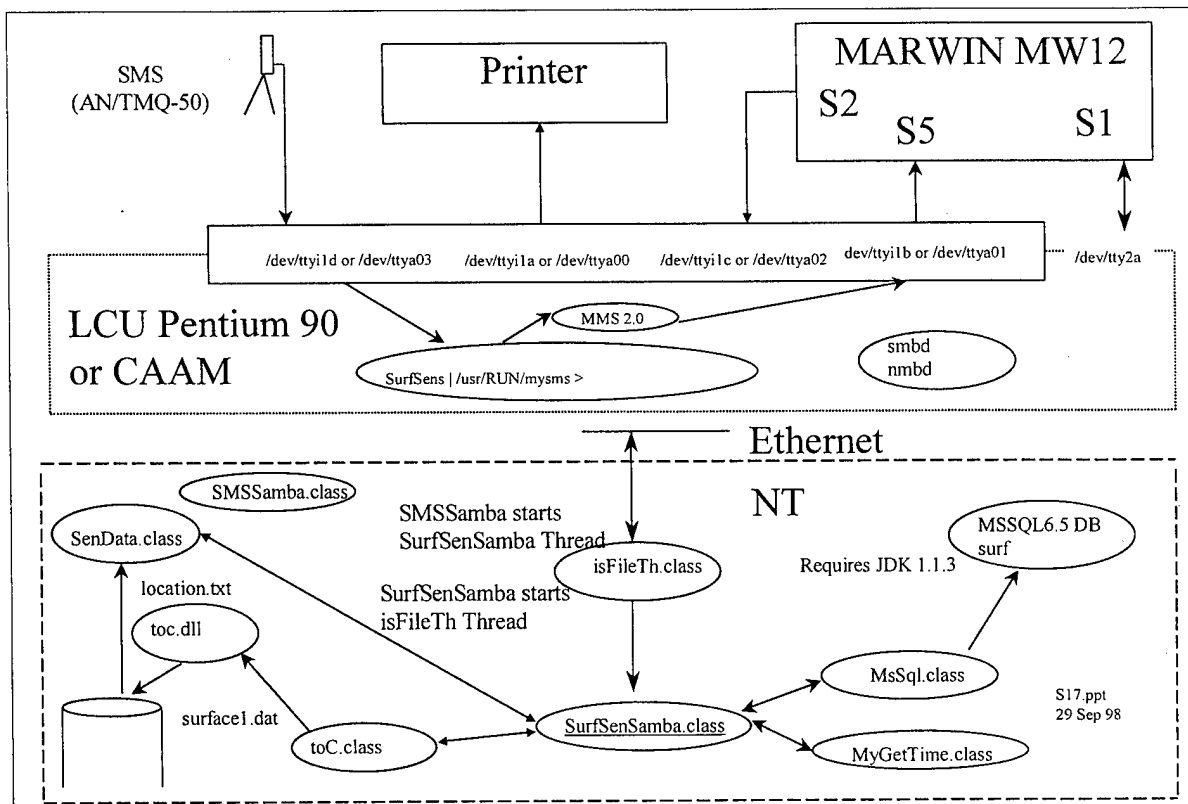 SMS
(AN/TMQ-50)
Printer
MARWIN MW12
S2
S5
S1
/dev/ttyi1d or /dev/ttya03
/dev/ttyi1a or /dev/ttya00
/dev/ttyi1c or /dev/ttya02
dev/ttyi1b or /dev/ttya01
/dev/tty2a
LCU Pentium 90
or CAAM
MMS 2.0
SurfSens | /usr/RUN/mysms >
smbd
nmbd
Ethernet
NT
SMSSamba.class
SenData.class
SMSSamba starts
SurfSenSamba Thread
isFileTh.class
MSSQL6.5 DB
surf
Requires JDK 1.1.3
location.txt
SurfSenSamba starts
isFileTh Thread
toc.dll
MsSql.class
surface1.dat
toC.class
SurfSenSamba.class
MyGetTime.class
S17.ppt
29 Sep 98